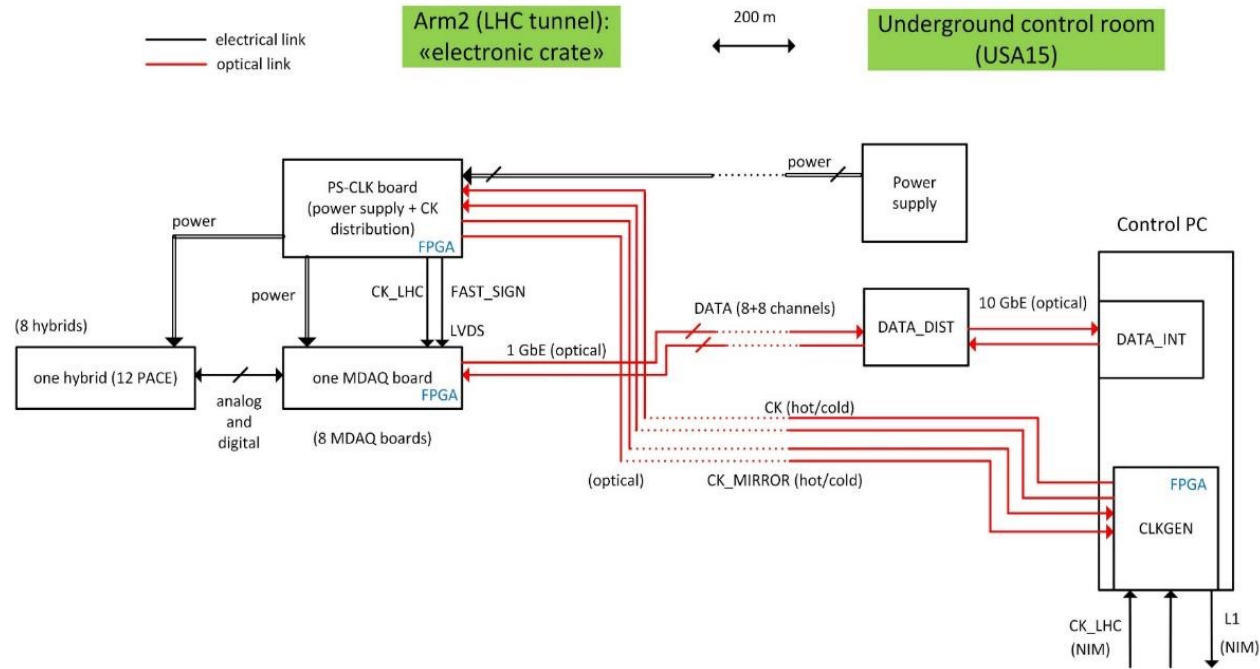 electrical link
optical link
Arm2 (LHC tunnel):
«electronic crate»
200 m
Underground control room
(USA15)
PS-CLK board
(power supply + CK
distribution)
FPGA
power
Power
supply
Control PC
power
power
CK_LHC
FAST_SIGN
LVDS
(8 hybrids)
one hybrid (12 PACE)
analog
and
digital
one MDAQ board
FPGA
(8 MDAQ boards)
1 GbE (optical)
DATA (8+8 channels)
DATA_DIST
10 GbE (optical)
DATA_INT
CK (hot/cold)
(optical)
CK_MIRROR (hot/cold)
FPGA
CLKGEN
CK_LHC
(NIM)
L1
(NIM)